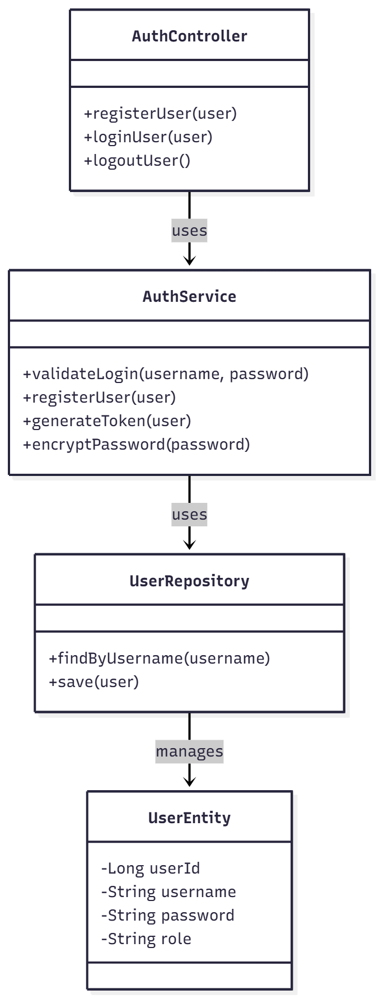 AuthController
+registerUser(user)
+loginUser(user)
+logoutUser()
uses
AuthService
+validateLogin(username, password)
+registerUser(user)
+generateToken(user)
+encryptPassword(password)
uses
UserRepository
+findByUsername(username)
+save(user)
manages
UserEntity
-Long userId
-String username
-String password
-String role